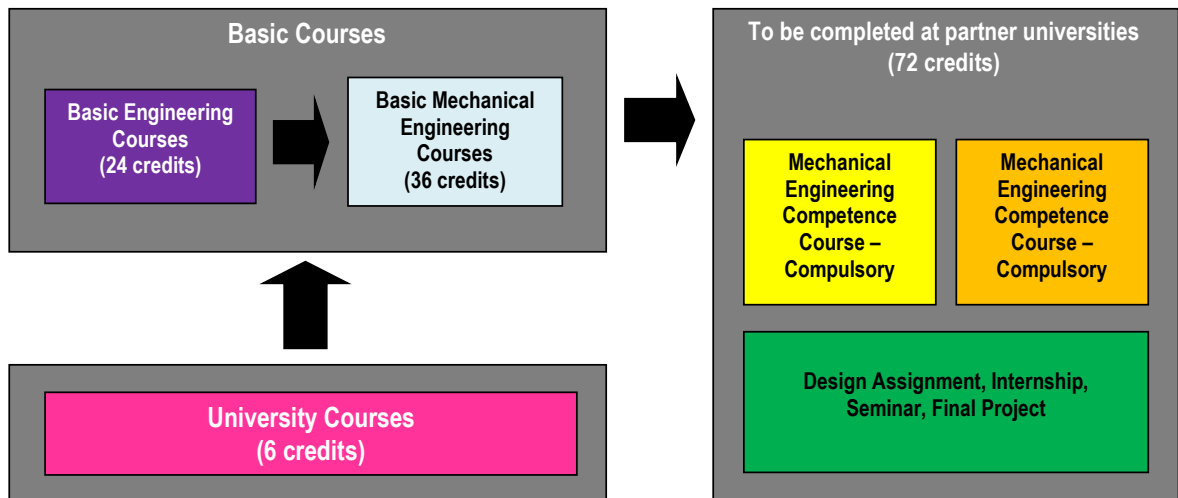 Basic Courses
Basic Engineering
Courses
(24 credits)
Basic Mechanical
Engineering
Courses
(36 credits)
University Courses
(6 credits)
To be completed at partner universities
(72 credits)
Mechanical
Engineering
Competence
Course –
Compulsory
Mechanical
Engineering
Competence
Course –
Compulsory
Design Assignment, Internship,
Seminar, Final Project